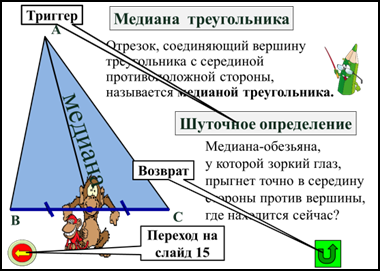 Триггер
Медиана треугольника
A
Отрезок, соединяющий вершину
треугольника с серединой
противоположной стороны,
называется медианой треугольника.
медиана
Шуточное определение
Возврат
Медиана-обезьяна,
у которой зоркий глаз,
прыгнет точно в середину
стороны против вершины,
где находится сейчас?
B
C
Переход на
слайд 15